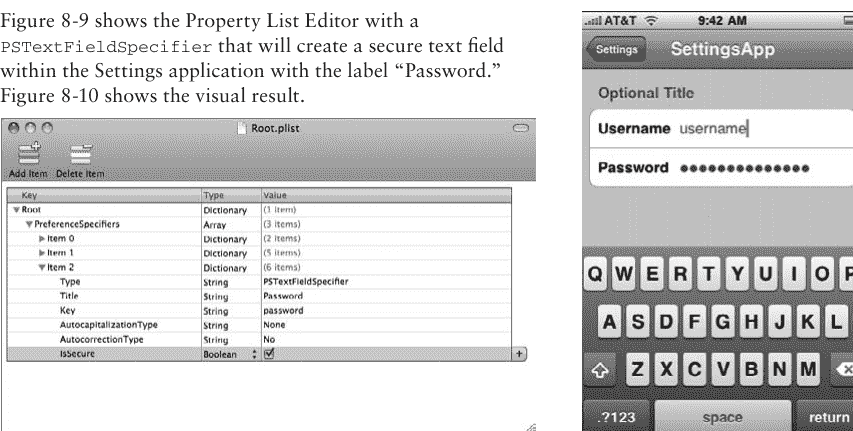 Figure 8-9 shows the Property List Editor with a
PSTextFieldSpecifier that will create a secure text field
within the Settings application with the label “Password.”
Figure 8-10 shows the visual result.
Root.plist
Add Item Delete Item
Key Type Value
Root Dictionary (1 item)
PreferenceSpecifiers Array (3 items)
Item 0 Dictionary (2 items)
Item 1 Dictionary (5 items)
Item 2 Dictionary (6 items)
Type String PSTextFieldSpecifier
Title String Password
Key String password
AutocapitalizationType String None
AutocorrectionType String No
IsSecure Boolean
AT&T 9:42 AM
Settings SettingsApp
Optional Title
Username username
Password
Q W E R T Y U I O P
A S D F G H J K L
Z X C V B N M
.?123 space return